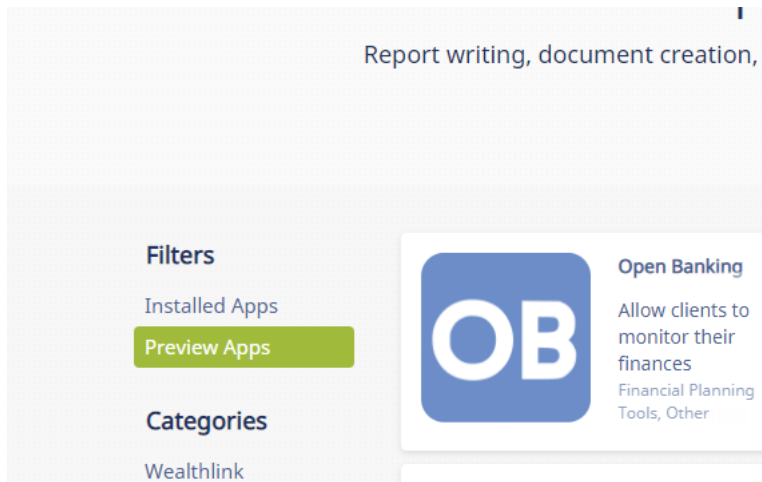 Report writing, document creation,
Filters
Installed Apps
Preview Apps
Categories
Wealthlink
OB
Open Banking
Allow clients to
monitor their
finances
Financial Planning
Tools, Other